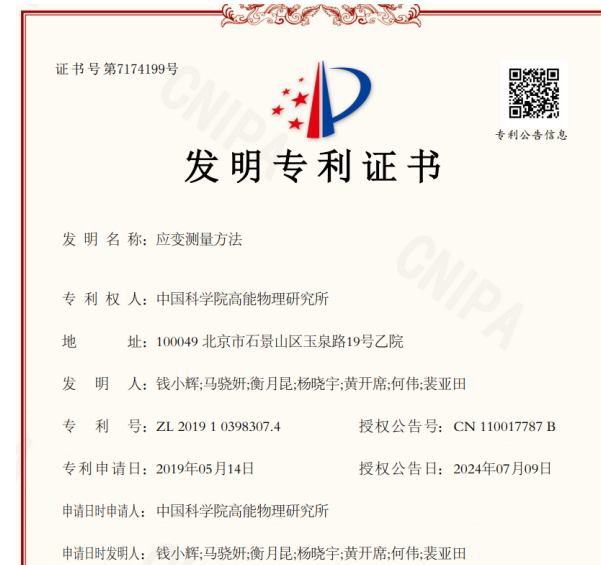 证书号第7174199号
专利公告信息
发明专利证书
发明名称：应变测量方法
专利权人：中国科学院高能物理研究所
地址：100049 北京市石景山区玉泉路19号乙院
发明人：钱小辉;马骁妍;衡月昆;杨晓宇;黄开席;何伟;裴亚田
专利号：ZL 2019 1 0398307.4 授权公告号：CN 110017787 B
专利申请日：2019年05月14日 授权公告日：2024年07月09日
申请日时申请人：中国科学院高能物理研究所
申请日时发明人：钱小辉;马骁妍;衡月昆;杨晓宇;黄开席;何伟;裴亚田
CNIPA
CNIPA